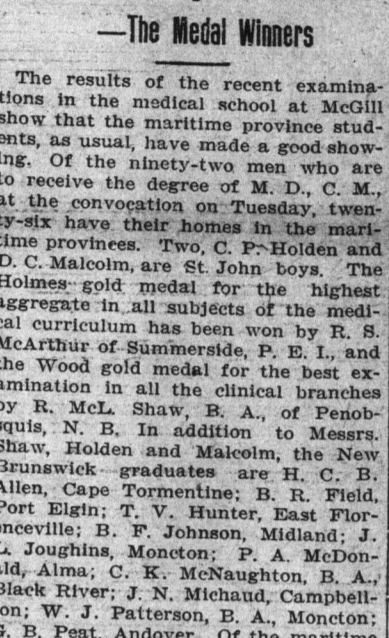 —The Medal Winners
The results of the recent examina-
tions in the medical school at McGill
show that the maritime province stud-
ents, as usual, have made a good show-
ing. Of the ninety-two men who are
to receive the degree of M. D., C. M.,
at the convocation on Tuesday, twen-
ty-six have their homes in the mari-
time provinces. Two, C. P. Holden and
D. C. Malcolm, are St. John boys. The
Holmes gold medal for the highest
aggregate in all subjects of the medi-
cal curriculum has been won by R. S.
McArthur of Summerside, P. E. I., and
the Wood gold medal for the best ex-
amination in all the clinical branches
by R. McL. Shaw, B. A., of Penob-
squis, N. B. In addition to Messrs.
Shaw, Holden and Malcolm, the New
Brunswick graduates are H. C. B.
Allen, Cape Tormentine; B. R. Field,
Port Elgin; T. V. Hunter, East Flor-
enceville; B. F. Johnson, Midland; J.
L. Joughins, Moncton; P. A. McDon-
ald, Alma; C. K. McNaughton, B. A.,
Black River; J. N. Michaud, Campbell-
ton; W. J. Patterson, B. A., Moncton;
G. B. Peat, Andover. Of the maritime